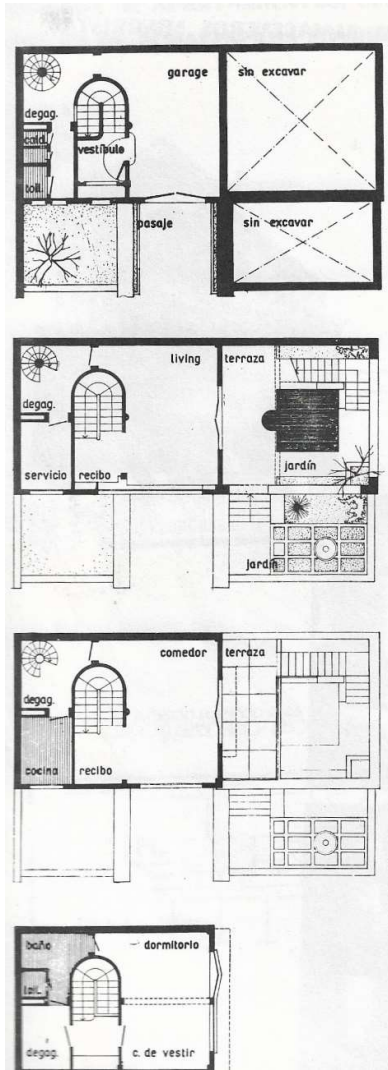 garage
sin excavar
degag.
cald.
vestíbulo
toil.
pasaje
sin excavar
living
terraza
degag.
jardín
servicio
recibo
jardín
comedor
terraza
degag.
cocina
recibo
baño
dormitorio
toil.
degag.
c. de vestir